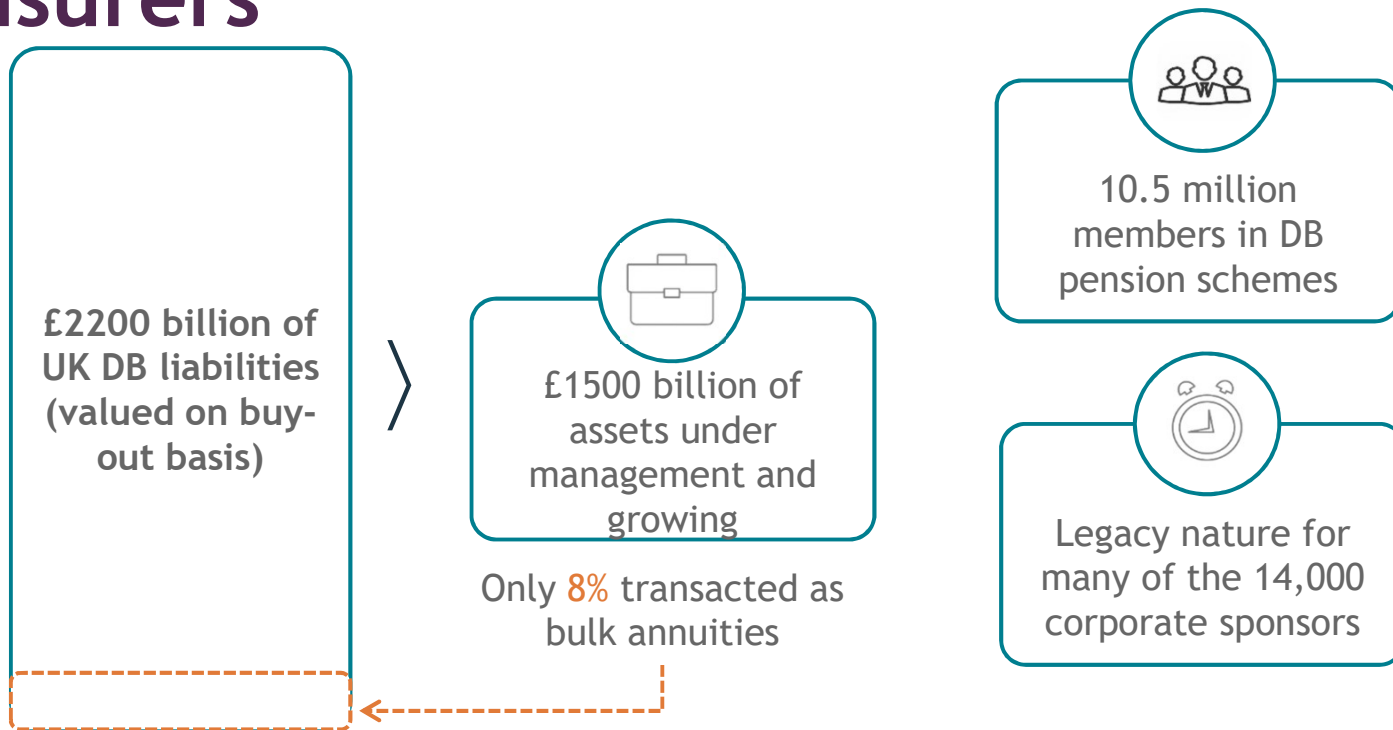 £2200 billion of
UK DB liabilities
(valued on buy-
out basis)
〉
£1500 billion of
assets under
management and
growing
Only 8% transacted as
bulk annuities
10.5 million
members in DB
pension schemes
Legacy nature for
many of the 14,000
corporate sponsors